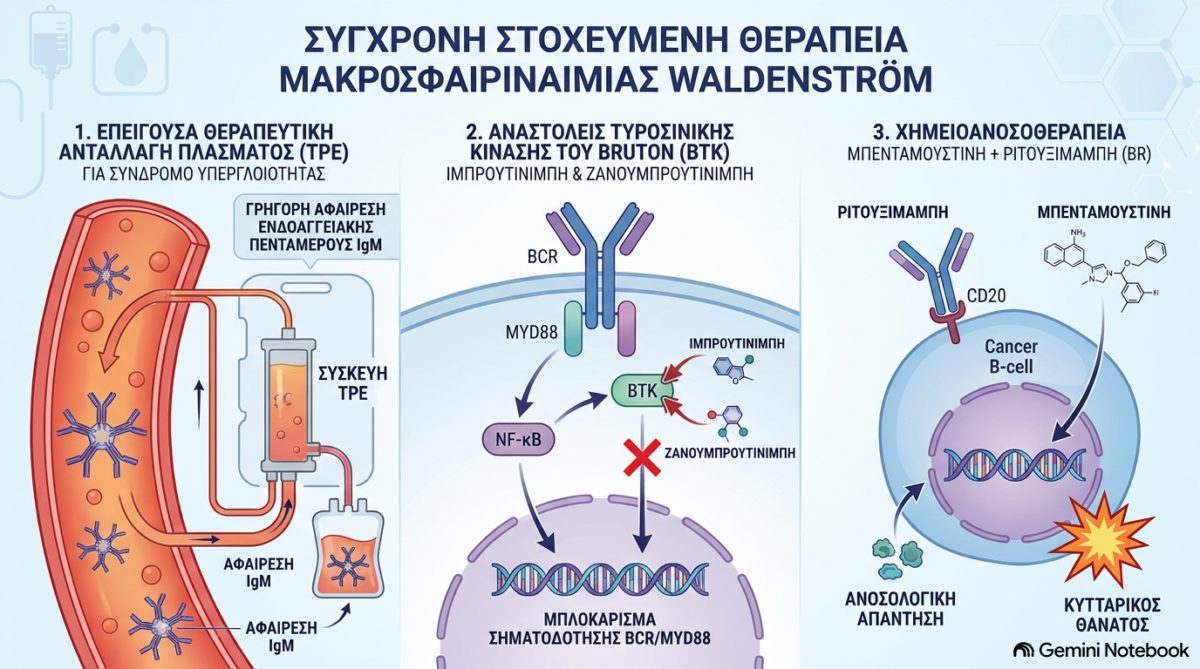 ΣΥΓΧΡΟΝΗ ΣΤΟΧΕΥΜΕΝΗ ΘΕΡΑΠΕΙΑ
ΜΑΚΡΟΣΦΑΙΡΙΝΑΙΜΙΑΣ WALDENSTRÖM
1. ΕΠΕΙΓΟΥΣΑ ΘΕΡΑΠΕΥΤΙΚΗ
ΑΝΤΑΛΛΑΓΗ ΠΛΑΣΜΑΤΟΣ (TPE)
ΓΙΑ ΣΥΝΔΡΟΜΟ ΥΠΕΡΓΛΟΙΟΤΗΤΑΣ
ΓΡΗΓΟΡΗ ΑΦΑΙΡΕΣΗ
ΕΝΔΟΑΓΓΕΙΑΚΗΣ
ΠΕΝΤΑΜΕΡΟΥΣ IgM
ΣΥΣΚΕΥΗ
TPE
ΑΦΑΙΡΕΣΗ
IgM
ΑΦΑΙΡΕΣΗ
IgM
2. ΑΝΑΣΤΟΛΕΙΣ ΤΥΡΟΣΙΝΙΚΗΣ
ΚΙΝΑΣΗΣ ΤΟΥ BRUTON (BTK)
ΙΜΠΡΟΥΤΙΝΙΜΠΗ & ΖΑΝΟΥΜΠΡΟΥΤΙΝΙΜΠΗ
BCR
MYD88
ΙΜΠΡΟΥΤΙΝΙΜΠΗ
BTK
NF-κB
ΖΑΝΟΥΜΠΡΟΥΤΙΝΙΜΠΗ
ΜΠΛΟΚΑΡΙΣΜΑ
ΣΗΜΑΤΟΔΟΤΗΣΗΣ BCR/MYD88
3. ΧΗΜΕΙΟΑΝΟΣΟΘΕΡΑΠΕΙΑ
ΜΠΕΝΤΑΜΟΥΣΤΙΝΗ + ΡΙΤΟΥΞΙΜΑΜΠΗ (BR)
ΡΙΤΟΥΞΙΜΑΜΠΗ
ΜΠΕΝΤΑΜΟΥΣΤΙΝΗ
NH₃
O
N
N
CD20
Cancer
B-cell
ΑΝΟΣΟΛΟΓΙΚΗ
ΑΠΑΝΤΗΣΗ
ΚΥΤΤΑΡΙΚΟΣ
ΘΑΝΑΤΟΣ
Gemini Notebook